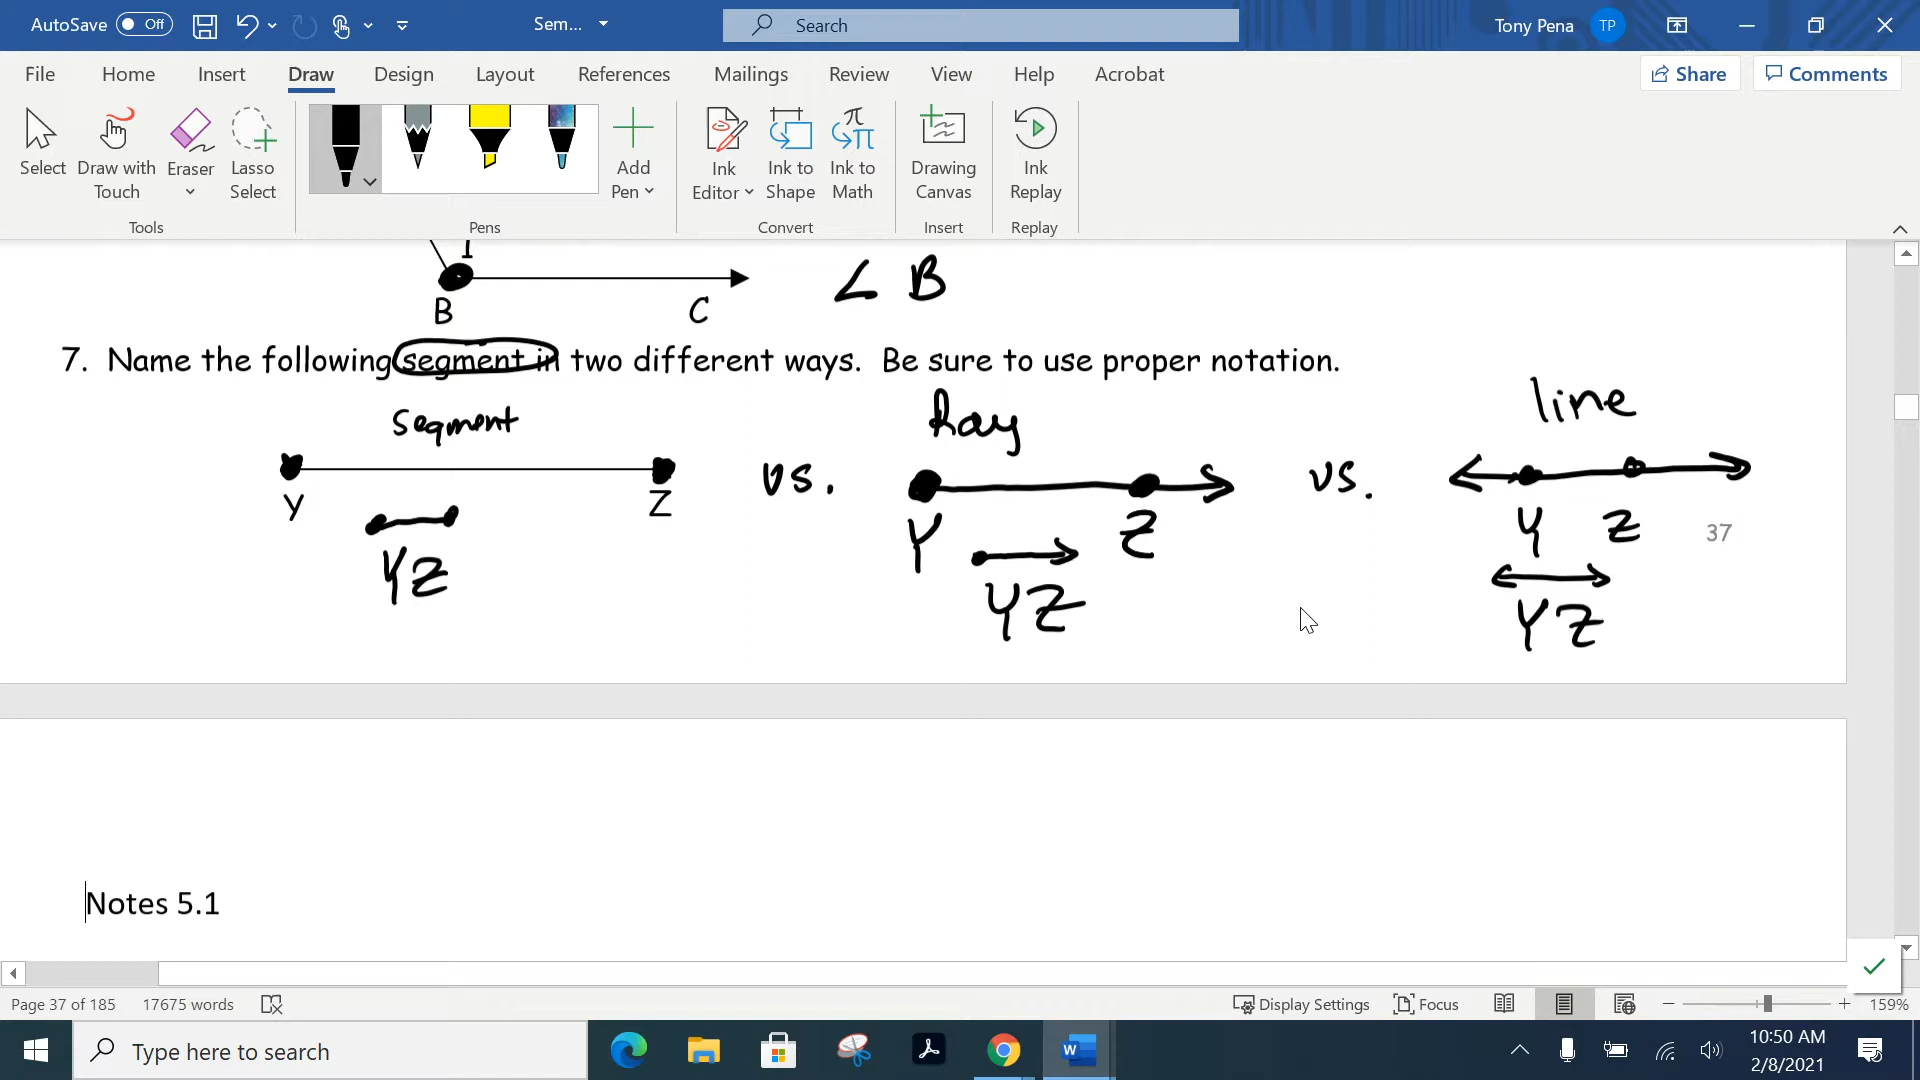 AutoSave Off Sem... Search Tony Pena TP
File Home Insert Draw Design Layout References Mailings Review View Help Acrobat Share Comments
Select Draw with Touch Eraser Lasso Select Add Pen Ink Editor Ink to Shape Ink to Math Drawing Canvas Ink Replay
Tools Pens Convert Insert Replay
1
∠ B
B C
7. Name the following segment in two different ways. Be sure to use proper notation.
segment Ray line
vs. vs.
Y Z Y Z Y Z 37
YZ YZ YZ
Notes 5.1
Page 37 of 185 17675 words Display Settings Focus 159%
Type here to search W 10:50 AM
2/8/2021